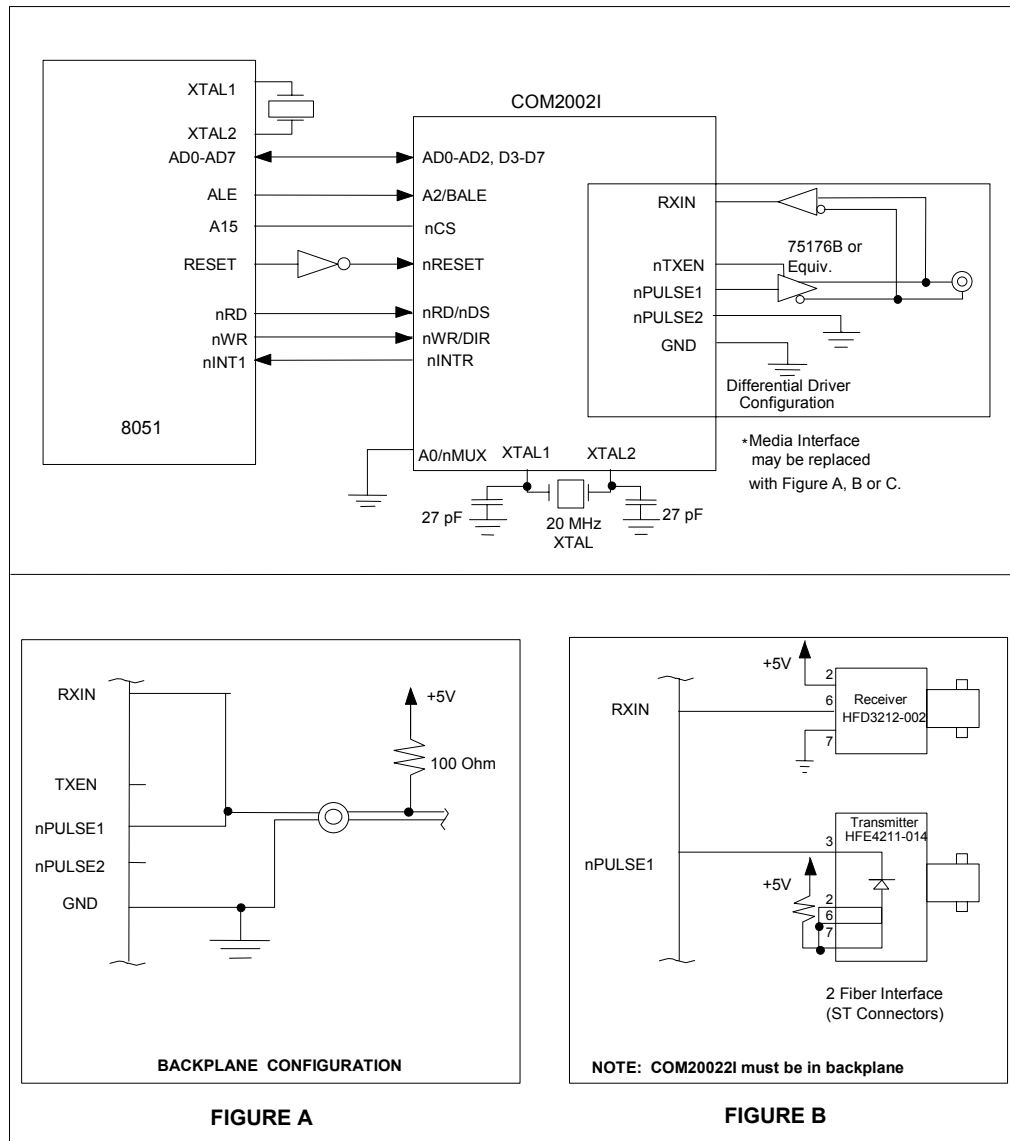 COM2002I
XTAL1
XTAL2
AD0-AD7
AD0-AD2, D3-D7
ALE
A2/BALE
RXIN
A15
nCS
RESET
nRESET
75176B or
Equiv.
nTXEN
nPULSE1
nRD
nRD/nDS
nPULSE2
nWR
nWR/DIR
GND
nINT1
nINTR
Differential Driver
Configuration
8051
A0/nMUX
XTAL1
XTAL2
*Media Interface
may be replaced
with Figure A, B or C.
27 pF
20 MHz
XTAL
27 pF
RXIN
+5V
100 Ohm
TXEN
nPULSE1
nPULSE2
GND
BACKPLANE CONFIGURATION
FIGURE A
+5V
2
Receiver
HFD3212-002
6
RXIN
7
Transmitter
HFE4211-014
3
nPULSE1
+5V
2
6
7
2 Fiber Interface
(ST Connectors)
NOTE: COM20022I must be in backplane
FIGURE B